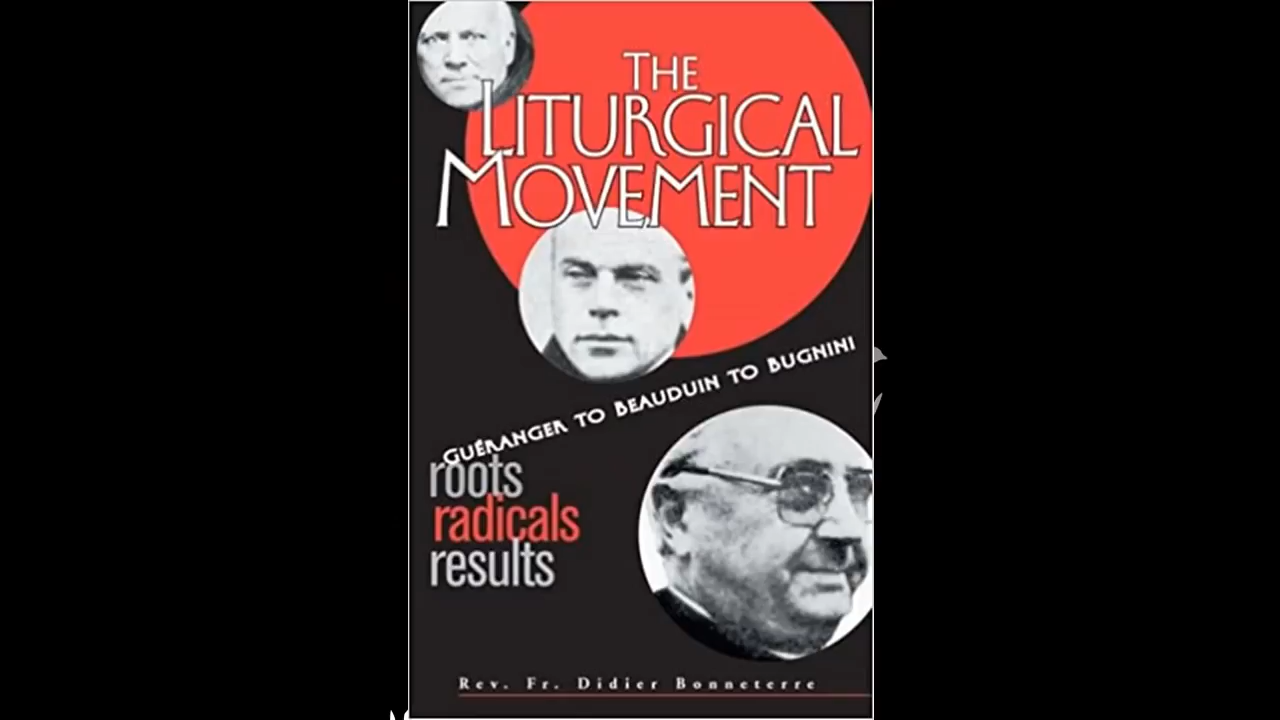 THE
LITURGICAL
MOVEMENT
GUÉRANGER TO BEAUDUIN TO BUGNINI
roots
radicals
results
Rev. Fr. Didier Bonneterre